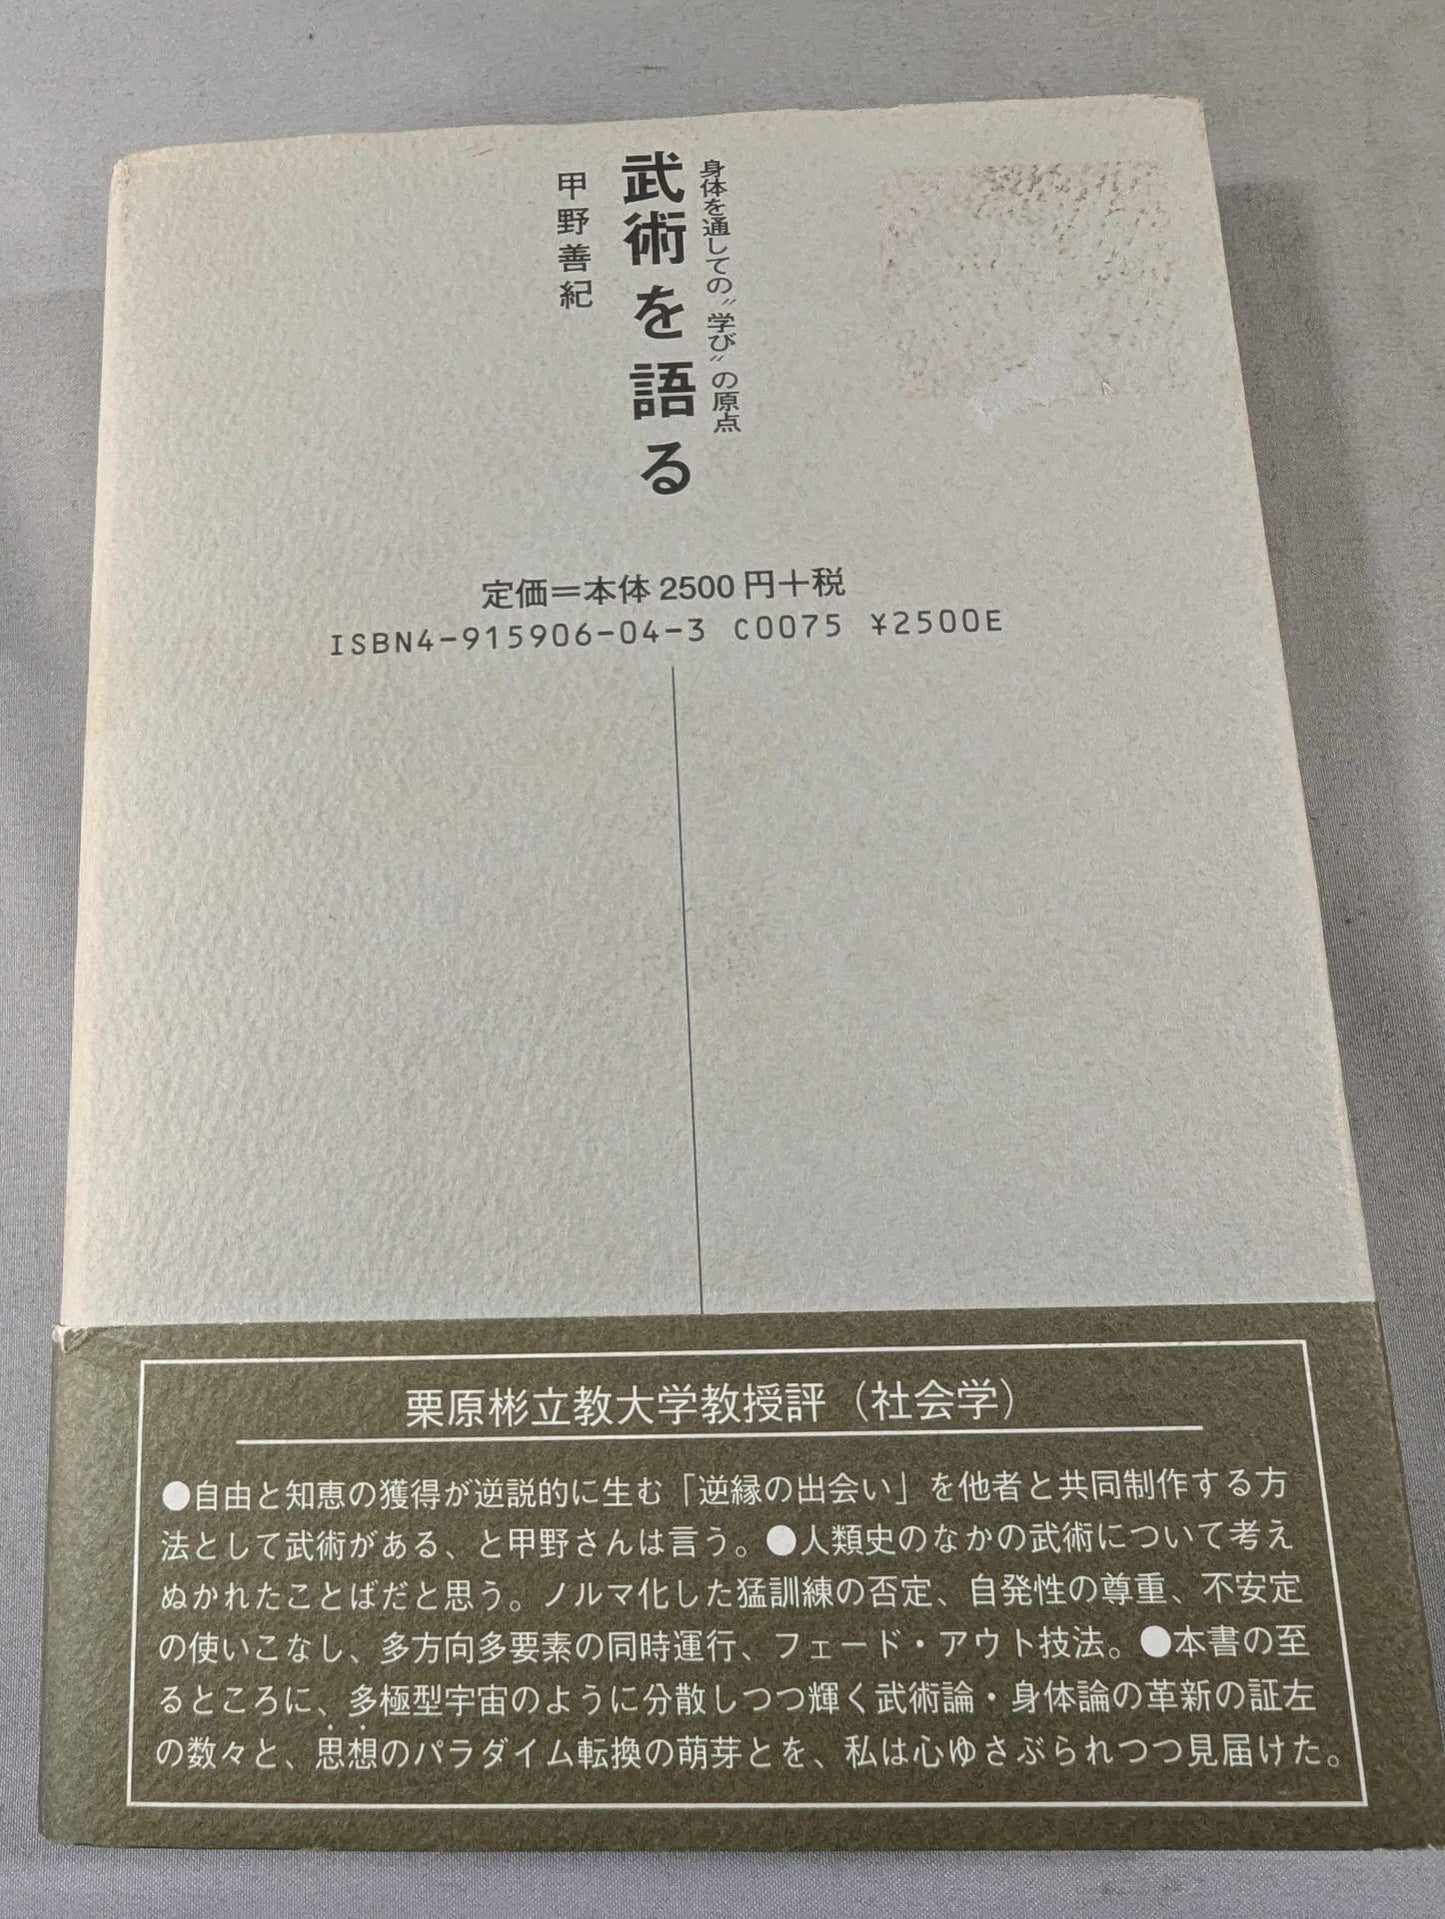 身体を通しての〝学び〟の原点
武術を語る
甲野善紀
定価＝本体2500円＋税
ISBN4-915906-04-3 C0075 ¥2500E
栗原彬立教大学教授評（社会学）
●自由と知恵の獲得が逆説的に生む「逆縁の出会い」を他者と共同制作する方
法として武術がある、と甲野さんは言う。●人類史のなかの武術について考え
ぬかれたことばだと思う。ノルマ化した猛訓練の否定、自発性の尊重、不安定
の使いこなし、多方向多要素の同時運行、フェード・アウト技法。●本書の至
るところに、多極型宇宙のように分散しつつ輝く武術論・身体論の革新の証左
の数々と、思想のパラダイム転換の萌芽とを、私は心ゆさぶられつつ見届けた。